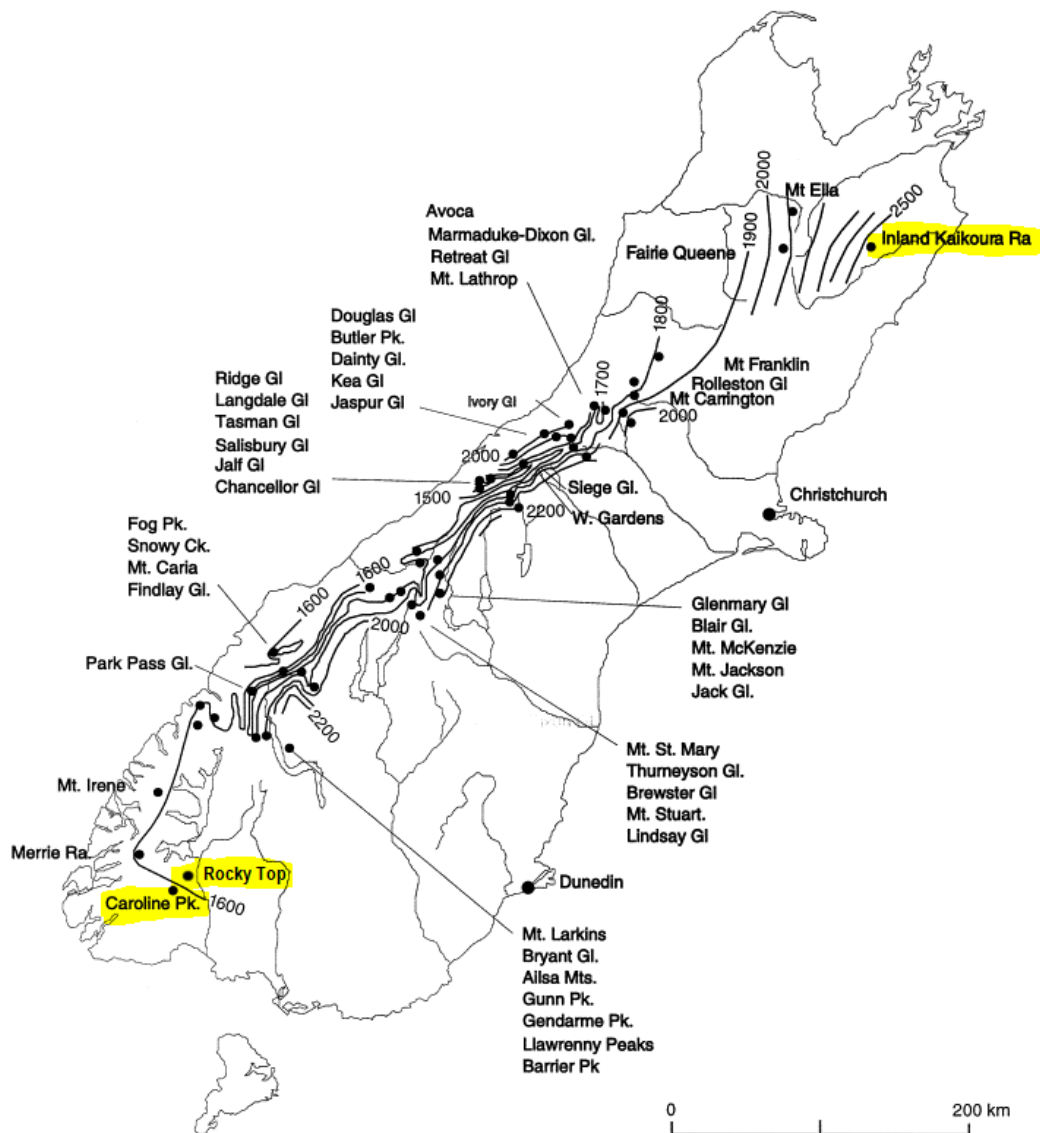 2000
Mt Ella
2500
Inland Kaikoura Ra
1900
Fairie Queene
Avoca
Marmaduke-Dixon Gl.
Retreat Gl
Mt. Lathrop
1800
Douglas Gl
Butler Pk.
Dainty Gl.
Kea Gl
Jaspur Gl
Mt Franklin
Rolleston Gl
Mt Carrington
2000
1700
Ivory Gl
Ridge Gl
Langdale Gl
Tasman Gl
Salisbury Gl
Jalf Gl
Chancellor Gl
2000
1500
Siege Gl.
W. Gardens
2200
Christchurch
Fog Pk.
Snowy Ck.
Mt. Caria
Findlay Gl.
1600
1600
2000
Glenmary Gl
Blair Gl.
Mt. McKenzie
Mt. Jackson
Jack Gl.
Park Pass Gl.
2200
Mt. St. Mary
Thurneyson Gl.
Brewster Gl
Mt. Stuart.
Lindsay Gl
Mt. Irene
Merrie Ra.
Rocky Top
Caroline Pk.
1600
Dunedin
Mt. Larkins
Bryant Gl.
Ailsa Mts.
Gunn Pk.
Gendarme Pk.
Llawrenny Peaks
Barrier Pk
0
200 km